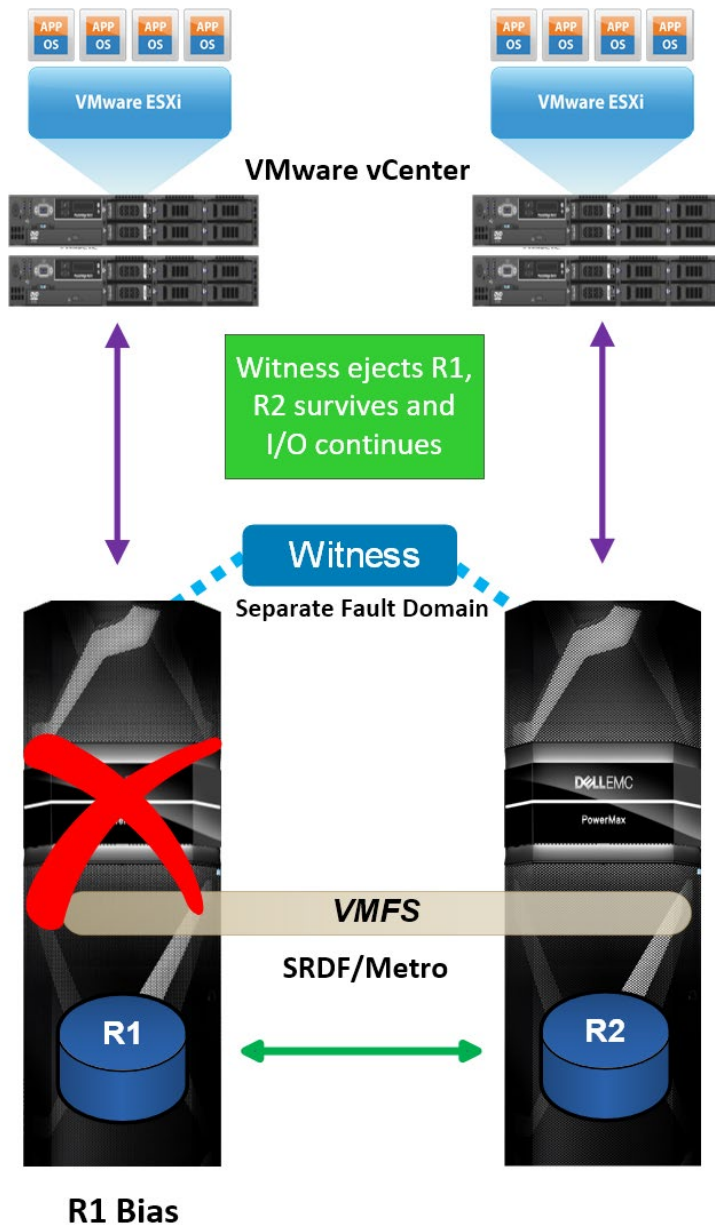 APP APP APP APP
OS OS OS OS
VMware ESXi
APP APP APP APP
OS OS OS OS
VMware ESXi
VMware vCenter
Witness ejects R1,
R2 survives and
I/O continues
Witness
Separate Fault Domain
DELLEMC
PowerMax
VMFS
SRDF/Metro
R1
R2
R1 Bias